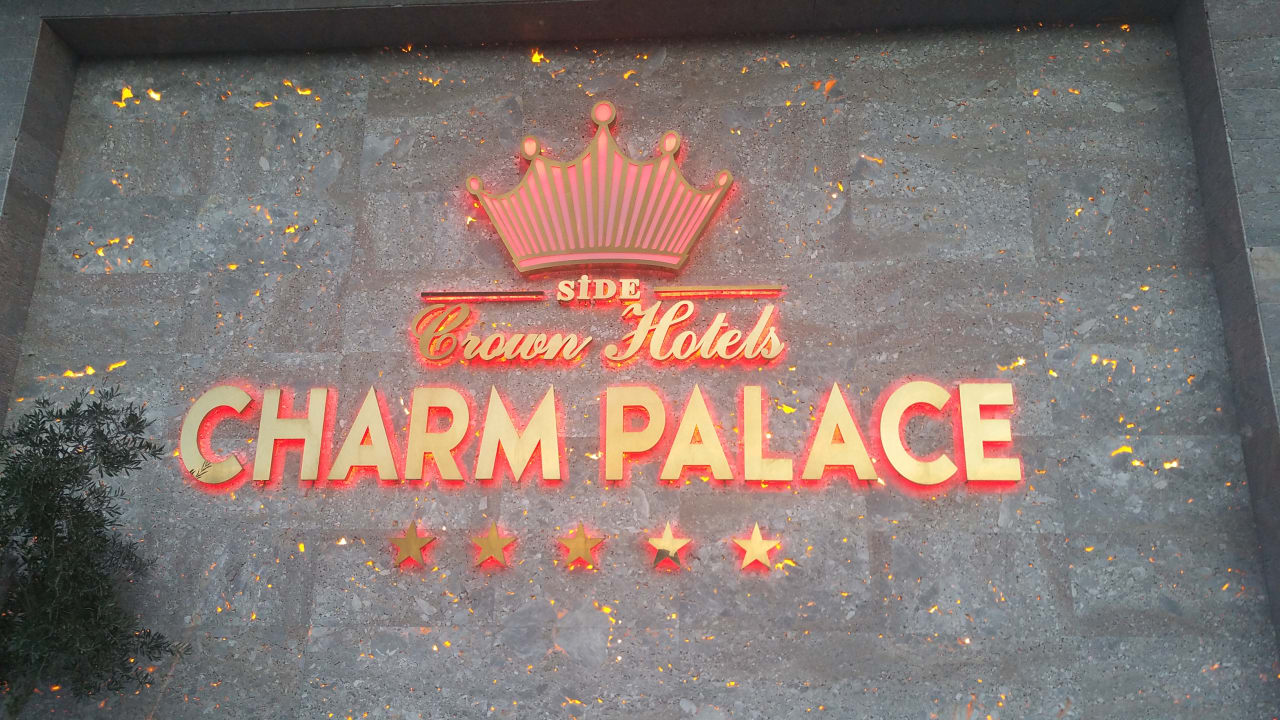 SİDE
Crown Hotels
CHARM PALACE